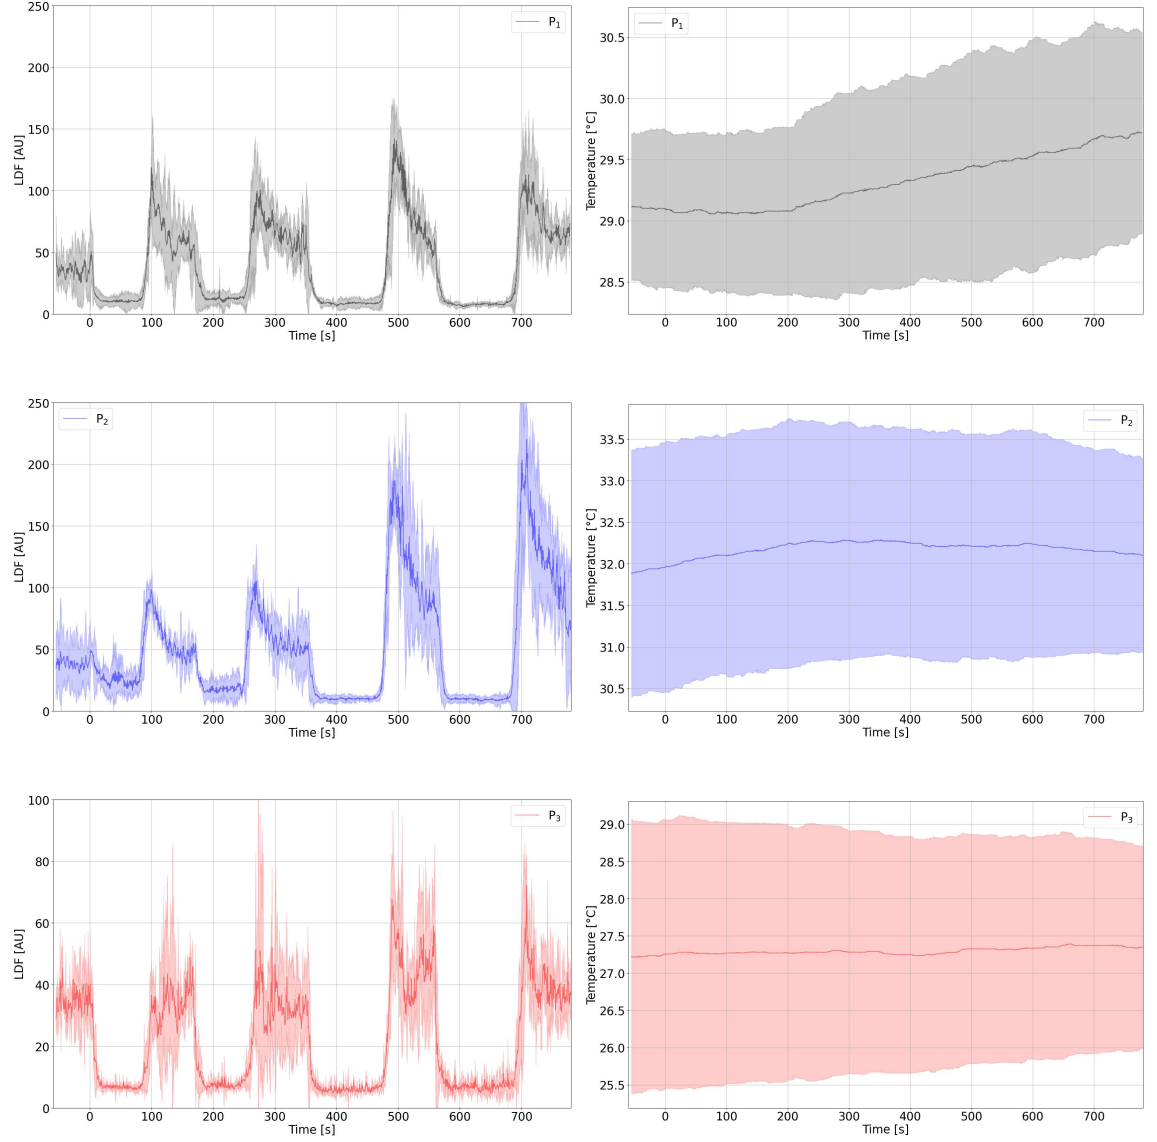 250
200
150
100
50
0
LDF [AU]
P1
0 100 200 300 400 500 600 700
Time [s]
30.5
30.0
29.5
29.0
28.5
Temperature [°C]
P1
0 100 200 300 400 500 600 700
Time [s]
250
200
150
100
50
0
LDF [AU]
P2
0 100 200 300 400 500 600 700
Time [s]
33.5
33.0
32.5
32.0
31.5
31.0
30.5
Temperature [°C]
P2
0 100 200 300 400 500 600 700
Time [s]
100
80
60
40
20
0
LDF [AU]
P3
0 100 200 300 400 500 600 700
Time [s]
29.0
28.5
28.0
27.5
27.0
26.5
26.0
25.5
Temperature [°C]
P3
0 100 200 300 400 500 600 700
Time [s]